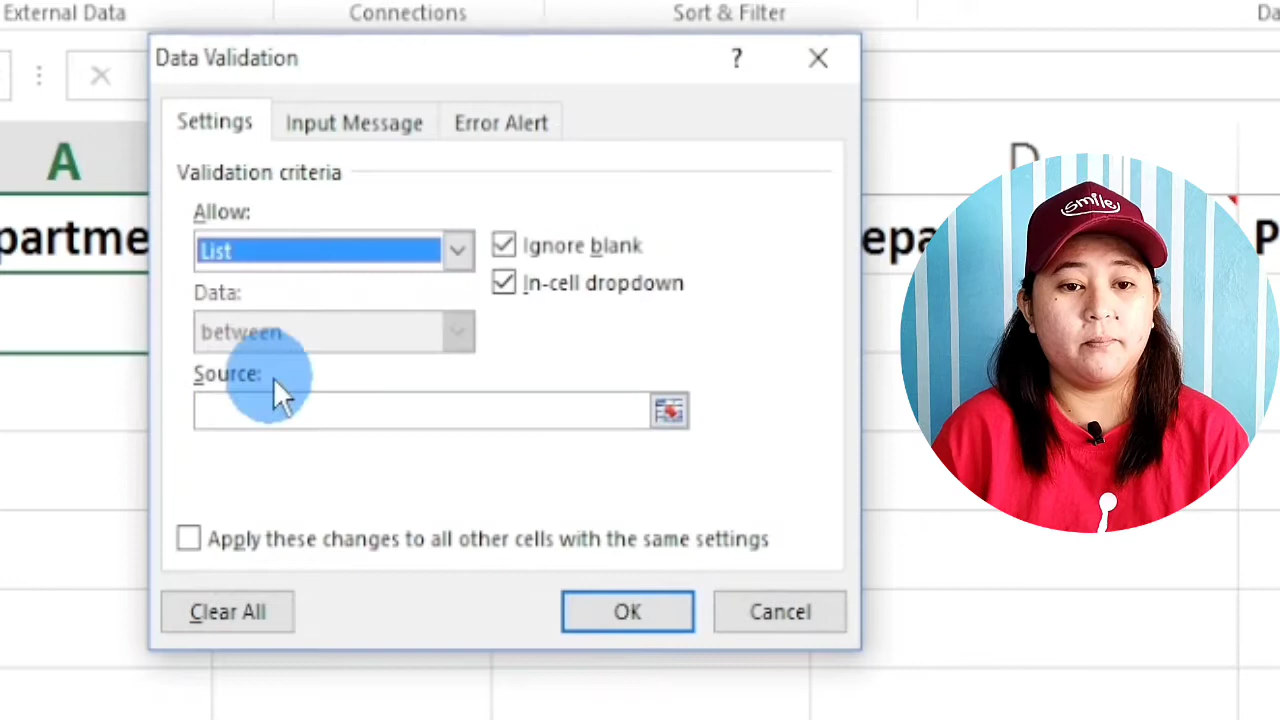 External Data Connections Sort & Filter Da
Data Validation ?
Settings Input Message Error Alert
A D
Validation criteria
Allow:
List Ignore blank
In-cell dropdown
partme epa P
Data:
between
Source:
Apply these changes to all other cells with the same settings
Clear All OK Cancel
smile